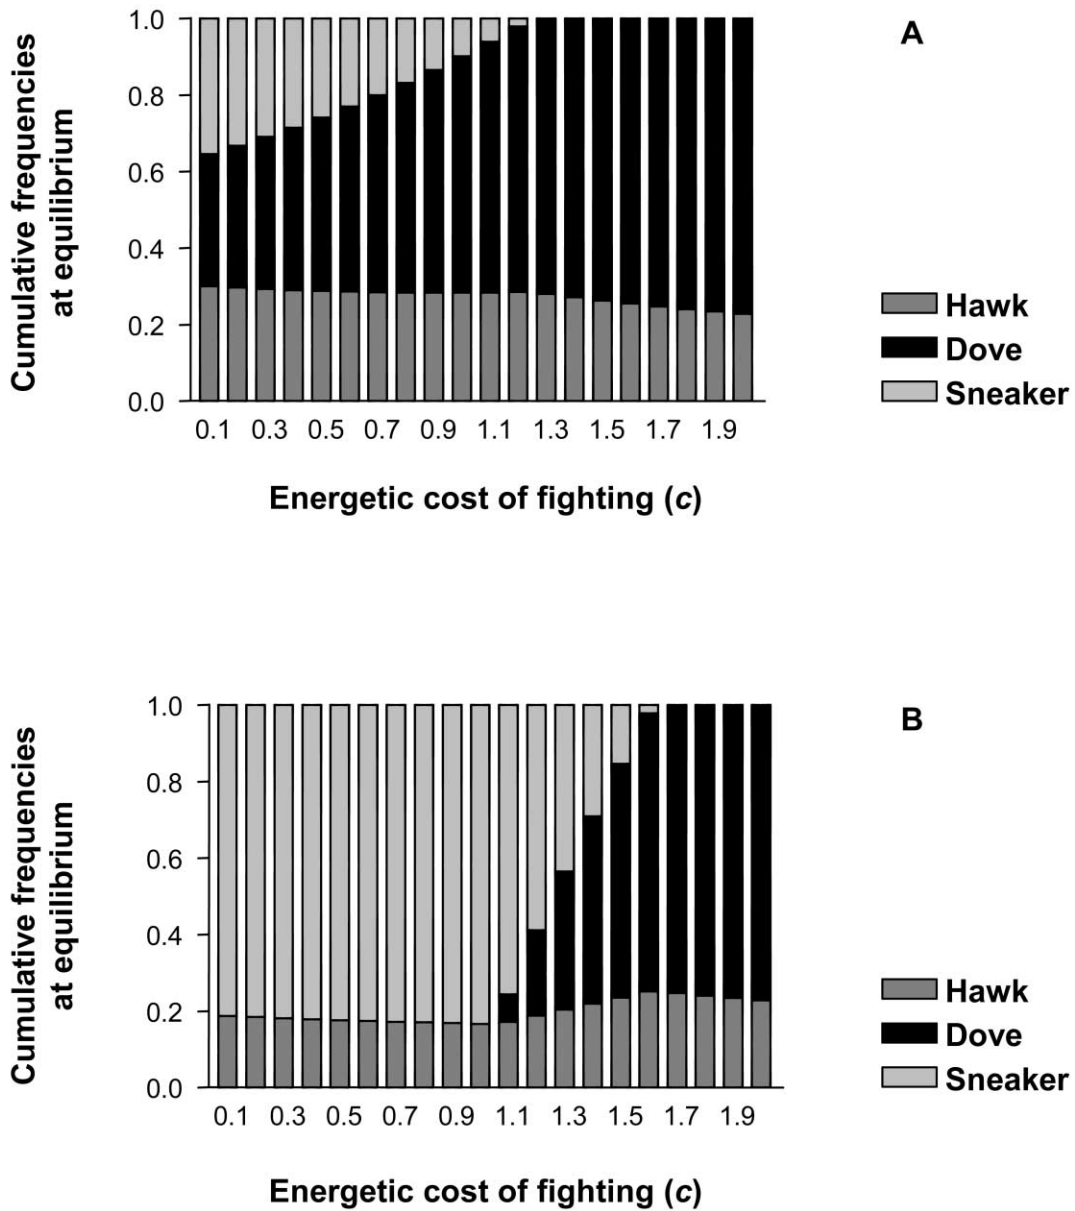 A
Cumulative frequencies
at equilibrium
1.0
0.8
0.6
0.4
0.2
0.0
0.1 0.3 0.5 0.7 0.9 1.1 1.3 1.5 1.7 1.9
Energetic cost of fighting (c)
Hawk
Dove
Sneaker
B
Cumulative frequencies
at equilibrium
1.0
0.8
0.6
0.4
0.2
0.0
0.1 0.3 0.5 0.7 0.9 1.1 1.3 1.5 1.7 1.9
Energetic cost of fighting (c)
Hawk
Dove
Sneaker